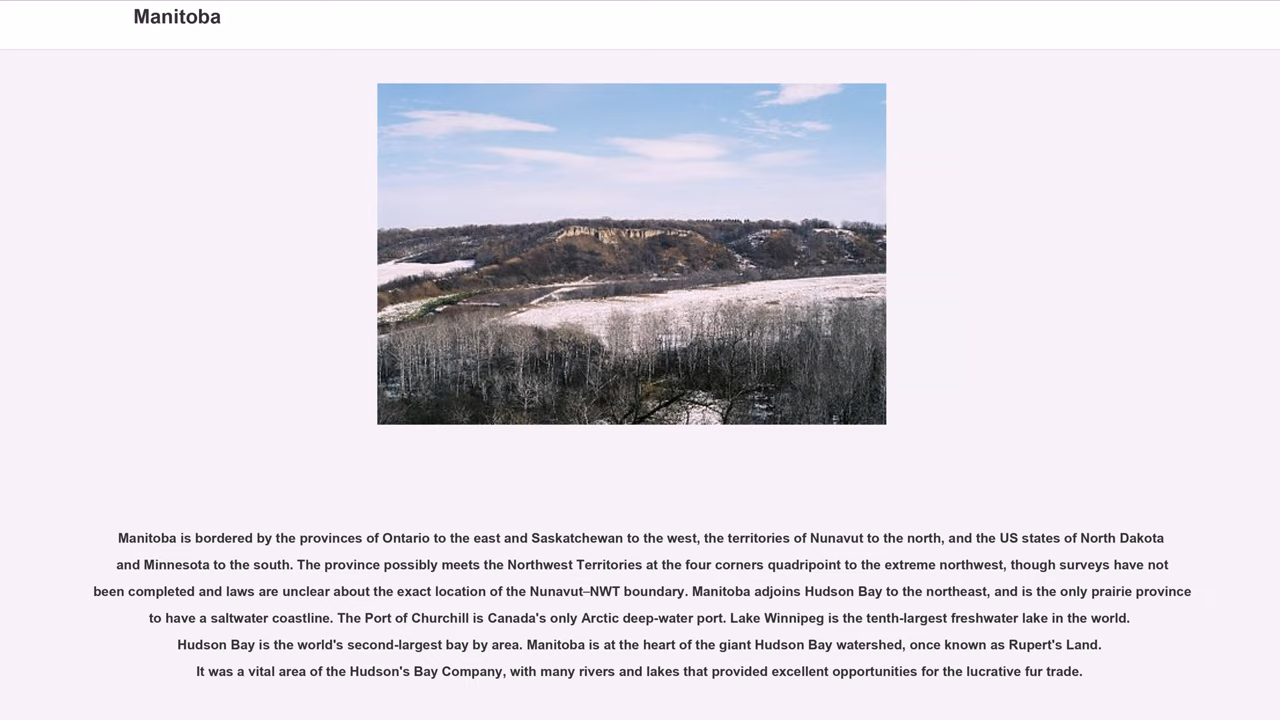 Manitoba
Manitoba is bordered by the provinces of Ontario to the east and Saskatchewan to the west, the territories of Nunavut to the north, and the US states of North Dakota
and Minnesota to the south. The province possibly meets the Northwest Territories at the four corners quadripoint to the extreme northwest, though surveys have not
been completed and laws are unclear about the exact location of the Nunavut–NWT boundary. Manitoba adjoins Hudson Bay to the northeast, and is the only prairie province
to have a saltwater coastline. The Port of Churchill is Canada's only Arctic deep-water port. Lake Winnipeg is the tenth-largest freshwater lake in the world.
Hudson Bay is the world's second-largest bay by area. Manitoba is at the heart of the giant Hudson Bay watershed, once known as Rupert's Land.
It was a vital area of the Hudson's Bay Company, with many rivers and lakes that provided excellent opportunities for the lucrative fur trade.